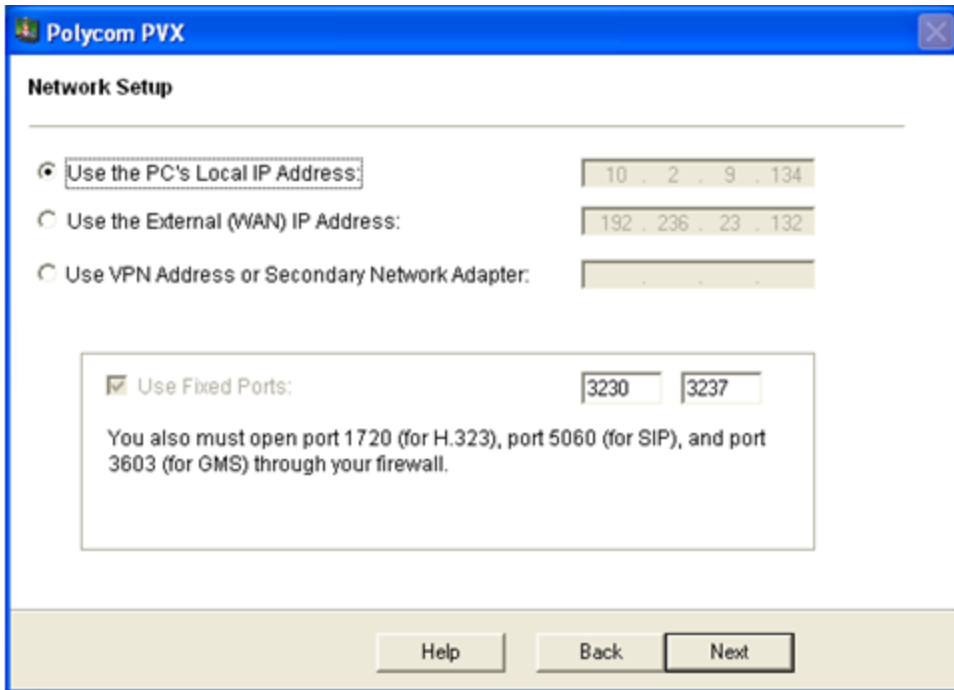 Polycom PVX
Network Setup
Use the PC's Local IP Address: 10 . 2 . 9 . 134
Use the External (WAN) IP Address: 192 . 236 . 23 . 132
Use VPN Address or Secondary Network Adapter: . . .
Use Fixed Ports: 3230 3237
You also must open port 1720 (for H.323), port 5060 (for SIP), and port
3603 (for GMS) through your firewall.
Help Back Next